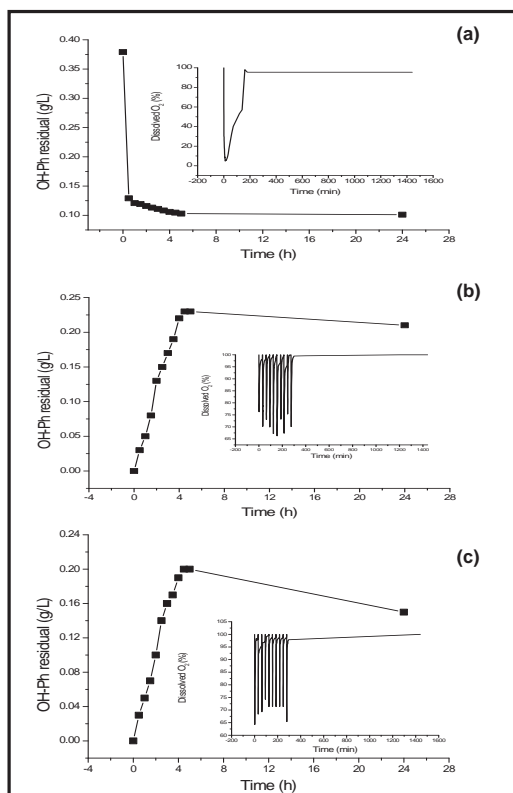 (a)
0.40
0.35
0.30
0.25
0.20
0.15
0.10
OH-Ph residual (g/L)
-4 0 4 8 12 16 20 24 28
Time (h)
100
80
60
40
20
0
Dissolved O2 (%)
-200 0 200 400 600 800 1000 1200 1400 1600
Time (min)
(b)
0.25
0.20
0.15
0.10
0.05
0.00
OH-Ph residual (g/L)
-4 0 4 8 12 16 20 24 28
Time (h)
100
95
90
85
80
75
70
65
Dissolved O2 (%)
-200 0 200 400 600 800 1000 1200 1400
Time (min)
(c)
0.24
0.20
0.16
0.12
0.08
0.04
0.00
OH-Ph residual (g/L)
-4 0 4 8 12 16 20 24 28
Time (h)
105
100
95
90
85
80
75
70
65
60
Dissolved O2 (%)
-200 0 200 400 600 800 1000 1200 1400 1600
Time (min)